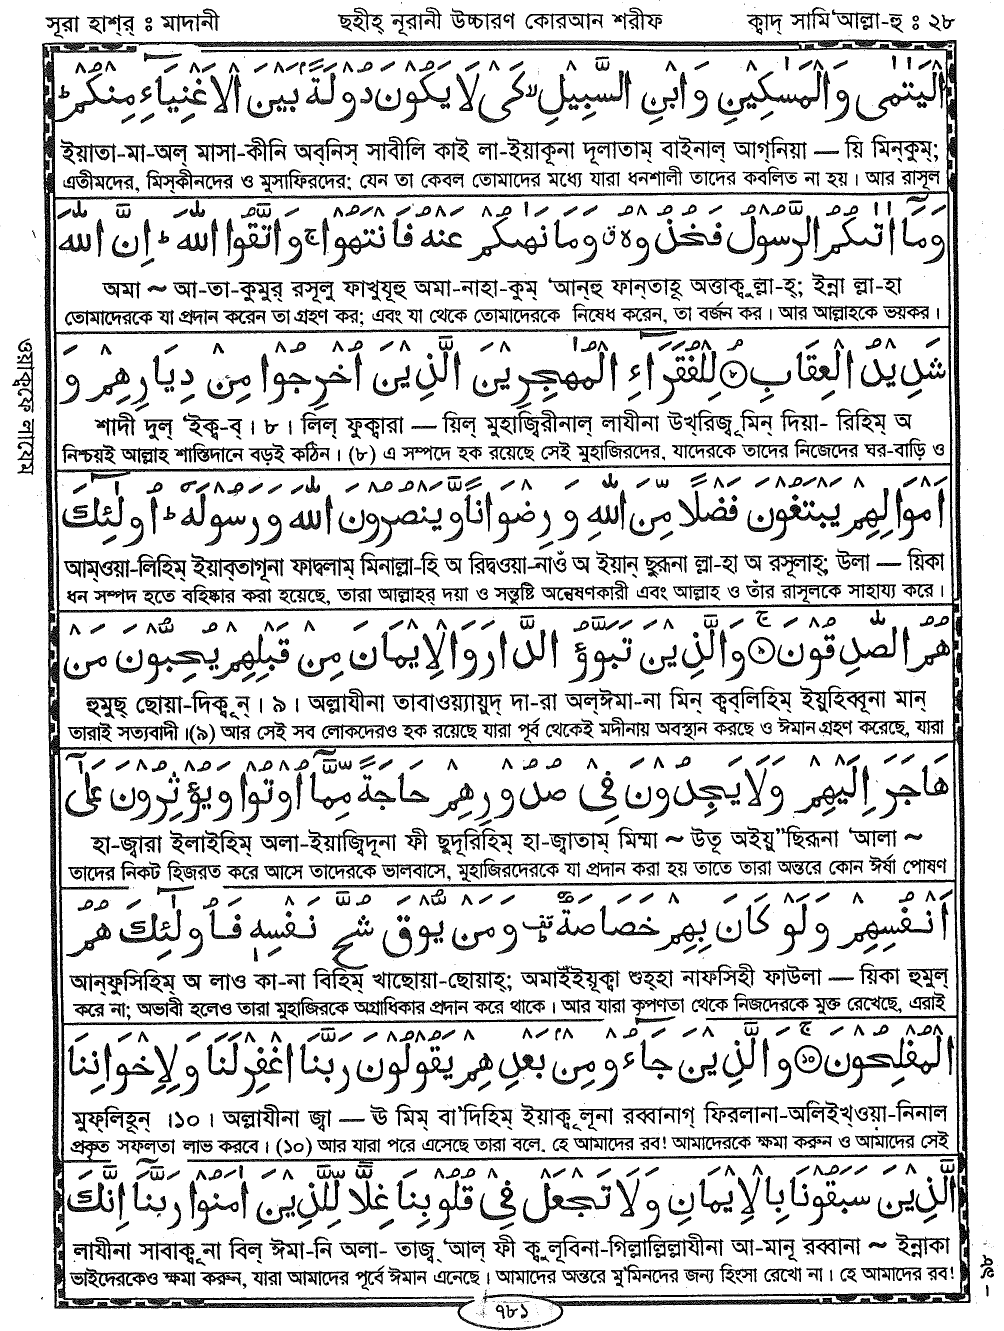 সূরা হাশ্‌র্ : মাদানী ছহীহ্ নূরানী উচ্চারণ কোরআন শরীফ ক্বাদ্ সামি‘আল্লা-হু : ২৮
الْيَتٰمٰى وَالْمَسٰكِيْنِ وَابْنِ السَّبِيْلِ ۙ كَىْ لَا يَكُوْنَ دُوْلَةًۢ بَيْنَ الْاَغْنِيَآءِ مِنْكُمْ ؕ
ইয়াতা-মা-অল্ মাসা-কীনি অব্‌নিস্ সাবীলি কাই লা-ইয়াকূনা দূলাতাম্ বাইনাল্ আগ্‌নিয়া — য়ি মিন্‌কুম্;
এতীমদের, মিস্‌কীনদের ও মুসাফিরদের; যেন তা কেবল তোমাদের মধ্যে যারা ধনশালী তাদের কবলিত না হয়। আর রাসূল
وَمَآ اٰتٰىكُمُ الرَّسُوْلُ فَخُذُوْهُ ق وَمَا نَهٰىكُمْ عَنْهُ فَانْتَهُوْا ج وَاتَّقُوا اللّٰهَ ؕ اِنَّ اللّٰهَ
অমা ~ আ-তা-কুমুর্ রসূলু ফাখুযূহু অমা-নাহা-কুম্ ‘আন্‌হু ফান্‌তাহূ অত্তাক্বুল্লা-হ্; ইন্না ল্লা-হা
তোমাদেরকে যা প্রদান করেন তা গ্রহণ কর; এবং যা থেকে তোমাদেরকে নিষেধ করেন, তা বর্জন কর। আর আল্লাহকে ভয়কর।
شَدِيْدُ الْعِقَابِ ۝٨ لِلْفُقَرَآءِ الْمُهٰجِرِيْنَ الَّذِيْنَ اُخْرِجُوْا مِنْ دِيَارِهِمْ وَ
শাদী দুল্ ‘ইক্বা-ব্। ৮। লিল্ ফুক্বারা — য়িল্ মুহাজ্বিরীনাল্ লাযীনা উখ্‌রিজ্বূ মিন্ দিয়া- রিহিম্ অ
নিশ্চয়ই আল্লাহ শাস্তিদানে বড়ই কঠিন। (৮) এ সম্পদে হক রয়েছে সেই মুহাজিরদের, যাদেরকে তাদের নিজেদের ঘর-বাড়ি ও
ওয়াক্‌ফে লাযেম
اَمْوَالِهِمْ يَبْتَغُوْنَ فَضْلًا مِّنَ اللّٰهِ وَرِضْوَانًا وَّيَنْصُرُوْنَ اللّٰهَ وَرَسُوْلَهٗ ؕ اُولٰٓئِكَ
আম্‌ওয়া-লিহিম্ ইয়াব্‌তাগূনা ফাদ্বলাম্ মিনাল্লা-হি অ রিদ্বওয়া-নাওঁ অ ইয়ান্ ছুরূনা ল্লা-হা অ রসূলাহ্; উলা — য়িকা
ধন সম্পদ হতে বহিষ্কার করা হয়েছে, তারা আল্লাহর্ দয়া ও সন্তুষ্টি অন্বেষণকারী এবং আল্লাহ ও তাঁর রাসূলকে সাহায্য করে।
هُمُ الصّٰدِقُوْنَ ۝٩ ج وَالَّذِيْنَ تَبَوَّؤُ الدَّارَ وَالْاِيْمَانَ مِنْ قَبْلِهِمْ يُحِبُّوْنَ مَنْ
হুমুছ্ ছোয়া-দিক্বূন্। ৯। অল্লাযীনা তাবাওয়্যায়ুদ্ দা-রা অল্‌ঈমা-না মিন্ ক্বব্‌লিহিম্ ইয়ুহিব্বূনা মান্
তারাই সত্যবাদী।(৯) আর সেই সব লোকদেরও হক রয়েছে যারা পূর্ব থেকেই মদীনায় অবস্থান করছে ও ঈমান গ্রহণ করেছে, যারা
هَاجَرَ اِلَيْهِمْ وَلَا يَجِدُوْنَ فِىْ صُدُوْرِهِمْ حَاجَةً مِّمَّآ اُوْتُوْا وَيُؤْثِرُوْنَ عَلٰٓى
হা-জ্বারা ইলাইহিম্ অলা-ইয়াজ্বিদূনা ফী ছুদূরিহিম্ হা-জ্বাতাম্ মিম্মা ~ উতূ অইয়ু"ছিরূনা ‘আলা ~
তাদের নিকট হিজরত করে আসে তাদেরকে ভালবাসে, মুহাজিরদেরকে যা প্রদান করা হয় তাতে তারা অন্তরে কোন ঈর্ষা পোষণ
اَنْفُسِهِمْ وَلَوْ كَانَ بِهِمْ خَصَاصَةٌ ؕ وَمَنْ يُّوْقَ شُحَّ نَفْسِهٖ فَاُولٰٓئِكَ هُمُ
আন্‌ফুসিহিম্ অ লাও কা-না বিহিম্ খাছোয়া-ছোয়াহ্; অমাইঁইয়ূক্বা শুহ্‌হা নাফসিহী ফাউলা — য়িকা হুমুল্
করে না; অভাবী হলেও তারা মুহাজিরকে অগ্রাধিকার প্রদান করে থাকে। আর যারা কৃপণতা থেকে নিজদেরকে মুক্ত রেখেছে, এরাই
الْمُفْلِحُوْنَ ۝١٠ ج وَالَّذِيْنَ جَآءُوْ مِنْۢ بَعْدِهِمْ يَقُوْلُوْنَ رَبَّنَا اغْفِرْلَنَا وَلِاِخْوَانِنَا
মুফ্‌লিহূন্ ।১০। অল্লাযীনা জ্বা — ঊ মিম্ বা‘দিহিম্ ইয়াক্বূলূনা রব্বানাগ্ ফিরলানা-অলিইখ্‌ওয়া-নিনাল
প্রকৃত সফলতা লাভ করবে। (১০) আর যারা পরে এসেছে তারা বলে, হে আমাদের রব! আমাদেরকে ক্ষমা করুন ও আমাদের সেই
الَّذِيْنَ سَبَقُوْنَا بِالْاِيْمَانِ وَلَا تَجْعَلْ فِىْ قُلُوْبِنَا غِلًّا لِّلَّذِيْنَ اٰمَنُوْا رَبَّنَآ اِنَّكَ
লাযীনা সাবাক্বূনা বিল্ ঈমা-নি অলা- তাজ্ব‘আল্ ফী ক্বুলূবিনা-গিল্লাল্লিল্লাযীনা আ-মানূ রব্বানা ~ ইন্নাকা
ভাইদেরকেও ক্ষমা করুন, যারা আমাদের পূর্বে ঈমান এনেছে। আমাদের অন্তরে মু’মিনদের জন্য হিংসা রেখো না। হে আমাদের রব!
৭৮১